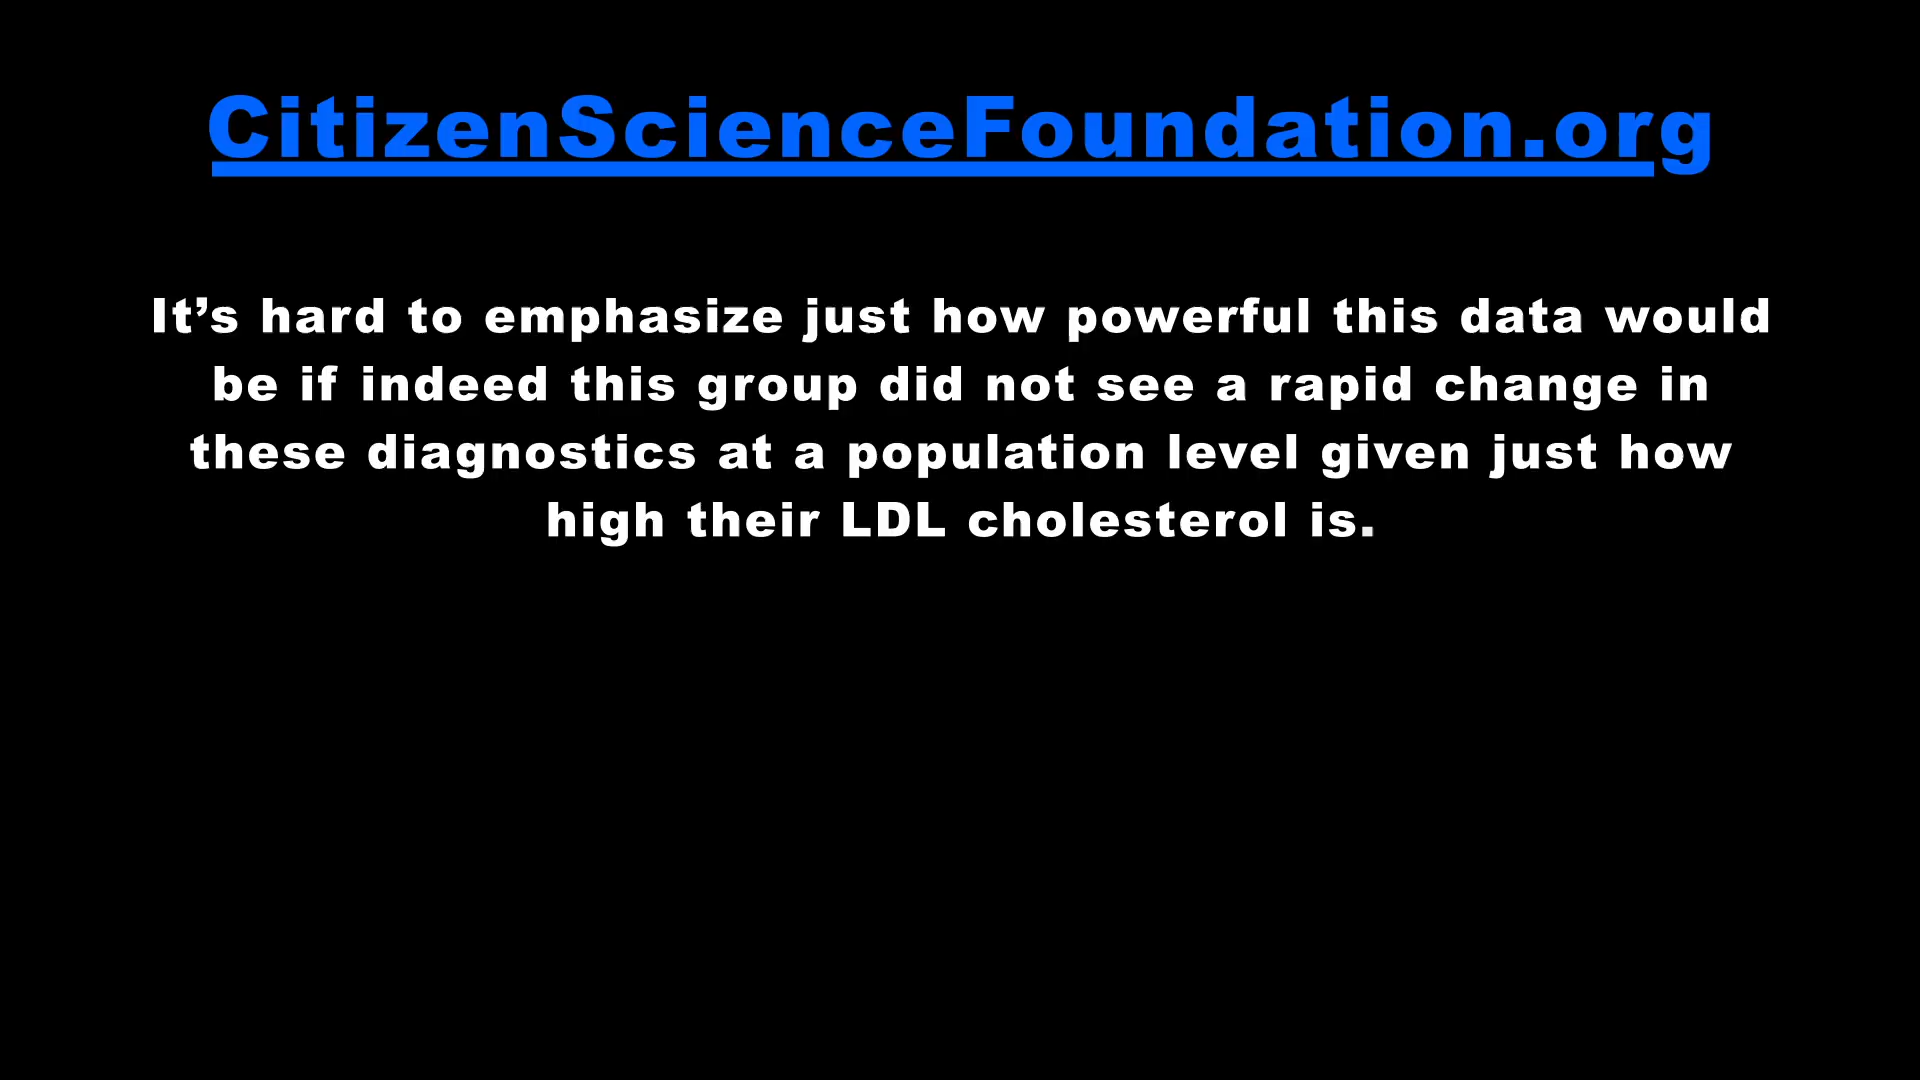 CitizenScienceFoundation.org
It’s hard to emphasize just how powerful this data would
be if indeed this group did not see a rapid change in
these diagnostics at a population level given just how
high their LDL cholesterol is.